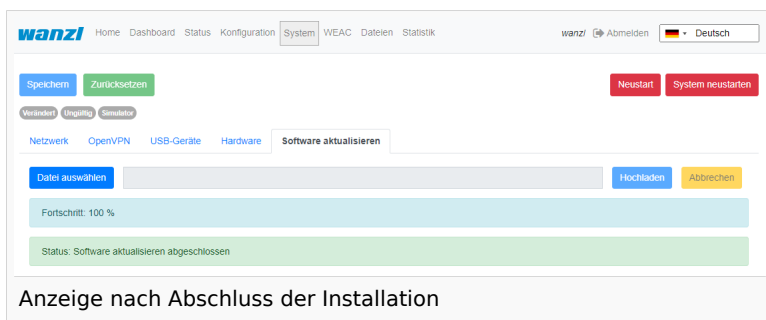 wanzl Home Dashboard Status Konfiguration System WEAC Dateien Statistik wanzl Abmelden Deutsch
Speichern Zurücksetzen Neustart System neustarten
Verändert Ungültig Simulator
Netzwerk OpenVPN USB-Geräte Hardware Software aktualisieren
Datei auswählen Hochladen Abbrechen
Fortschritt: 100 %
Status: Software aktualisieren abgeschlossen
Anzeige nach Abschluss der Installation